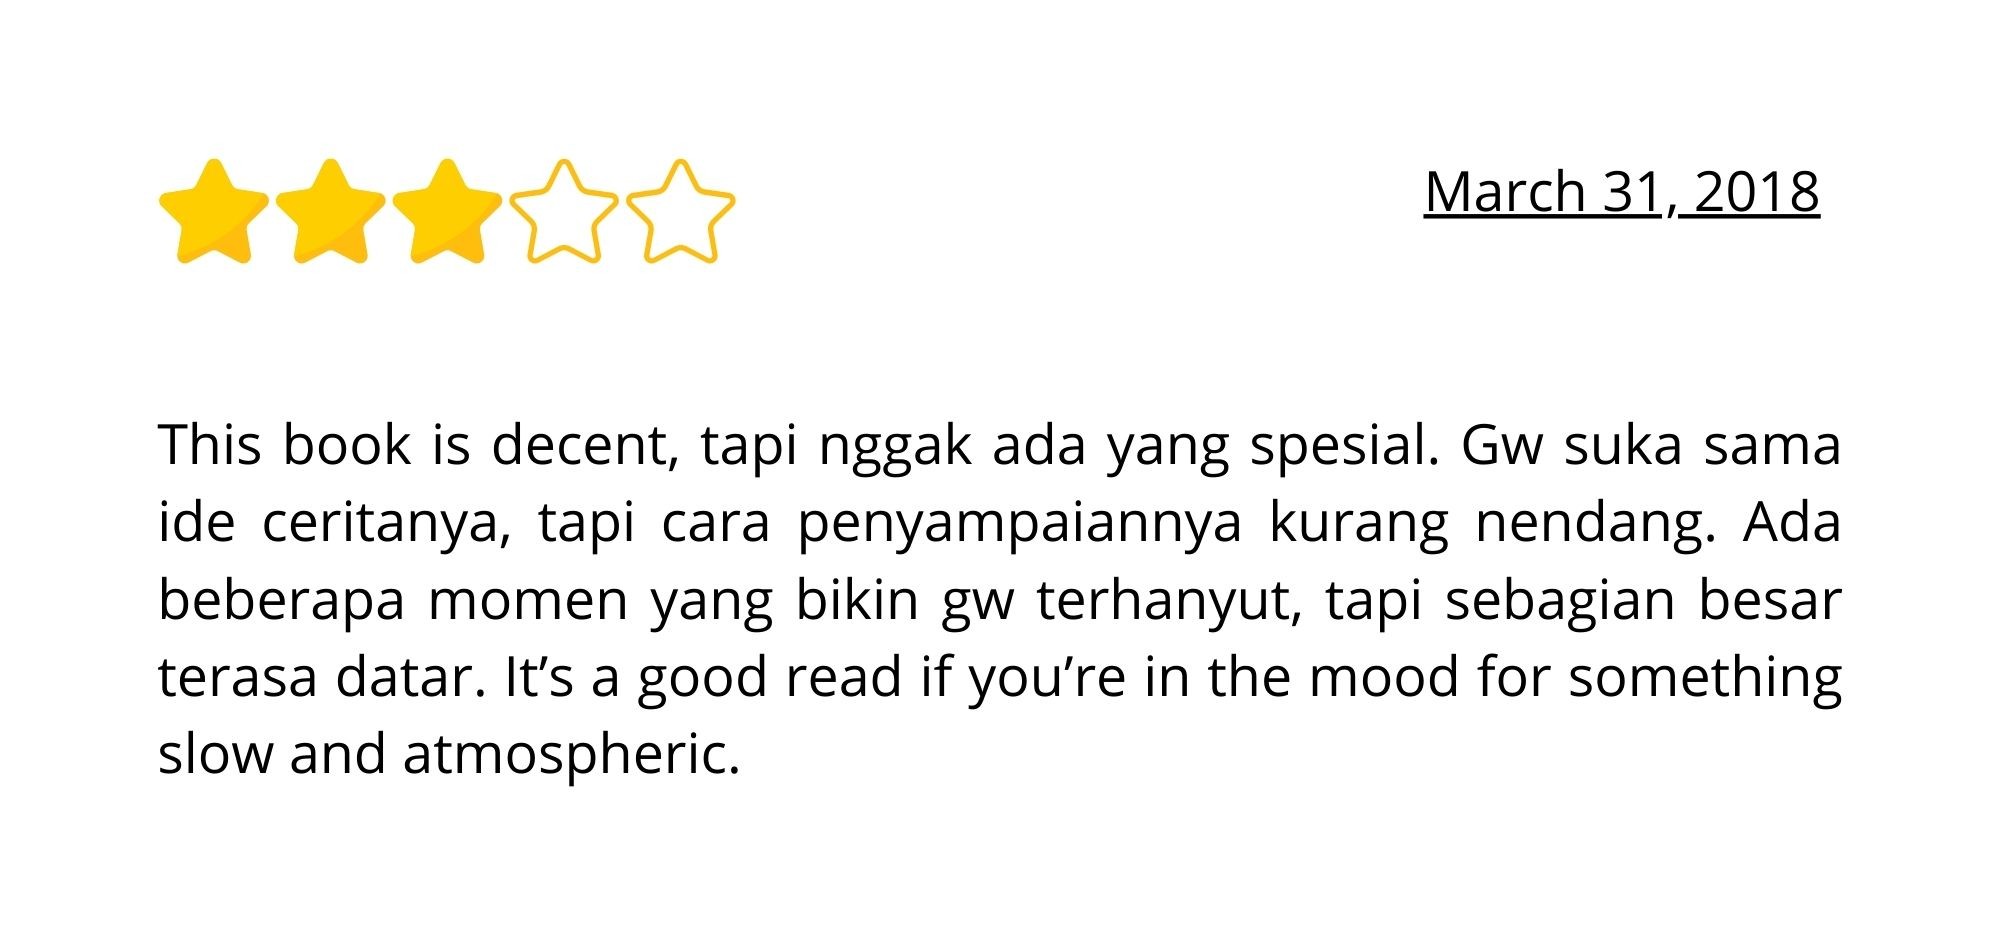 March 31, 2018
This book is decent, tapi nggak ada yang spesial. Gw suka sama
ide ceritanya, tapi cara penyampaiannya kurang nendang. Ada
beberapa momen yang bikin gw terhanyut, tapi sebagian besar
terasa datar. It’s a good read if you’re in the mood for something
slow and atmospheric.